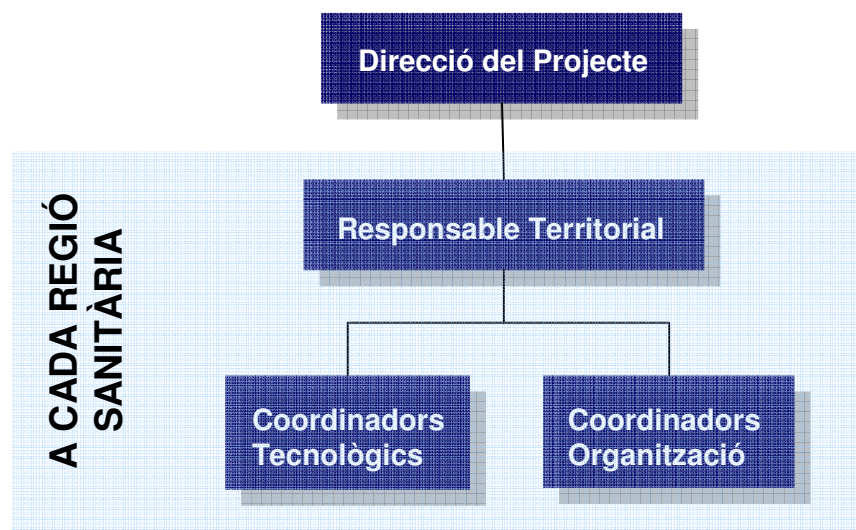 Direcció del Projecte
A CADA REGIÓ
SANITÀRIA
Responsable Territorial
Coordinadors
Tecnològics
Coordinadors
Organització